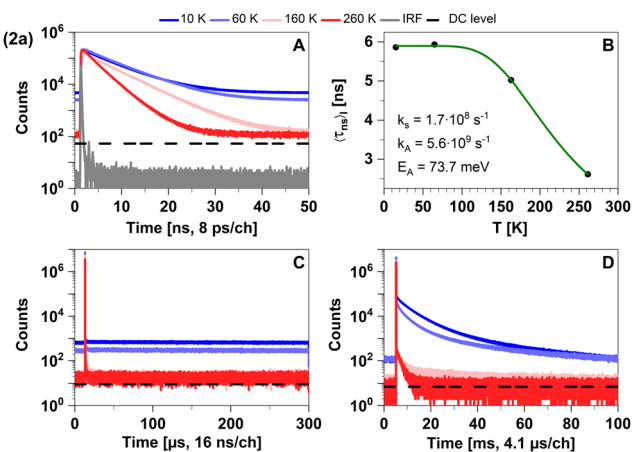 10 K 60 K 160 K 260 K IRF DC level
(2a)
A
10⁶
10⁴
10²
10⁰
Counts
0 10 20 30 40 50
Time [ns, 8 ps/ch]
B
6
5
4
3
⟨τns⟩I [ns]
kS = 1.7·10⁸ s⁻¹
kA = 5.6·10⁹ s⁻¹
EA = 73.7 meV
0 50 100 150 200 250 300
T [K]
C
10⁶
10⁴
10²
10⁰
Counts
0 100 200 300
Time [µs, 16 ns/ch]
D
10⁶
10⁴
10²
10⁰
Counts
0 20 40 60 80 100
Time [ms, 4.1 µs/ch]